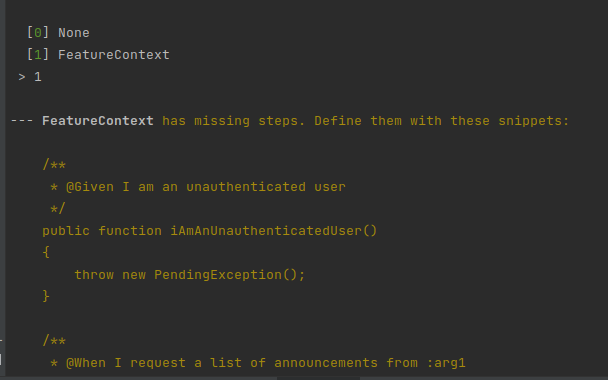 [0] None
[1] FeatureContext
> 1
--- FeatureContext has missing steps. Define them with these snippets:
/**
* @Given I am an unauthenticated user
*/
public function iAmAnUnauthenticatedUser()
{
throw new PendingException();
}
/**
* @When I request a list of announcements from :arg1